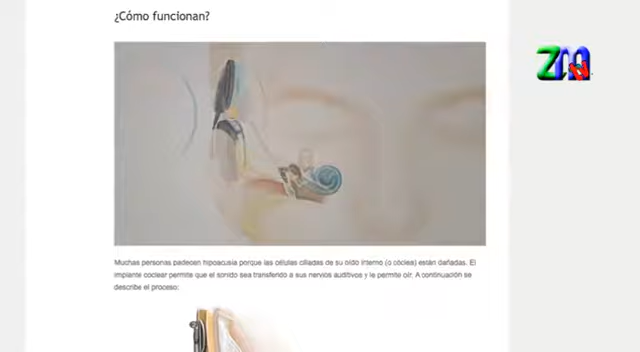 ¿Cómo funcionan?
ZM
Muchas personas padecen hipoacusia porque las células ciliadas de su oído interno (o cóclea) están dañadas. El
implante coclear permite que el sonido sea transferido a sus nervios auditivos y le permite oír. A continuación se
describe el proceso: